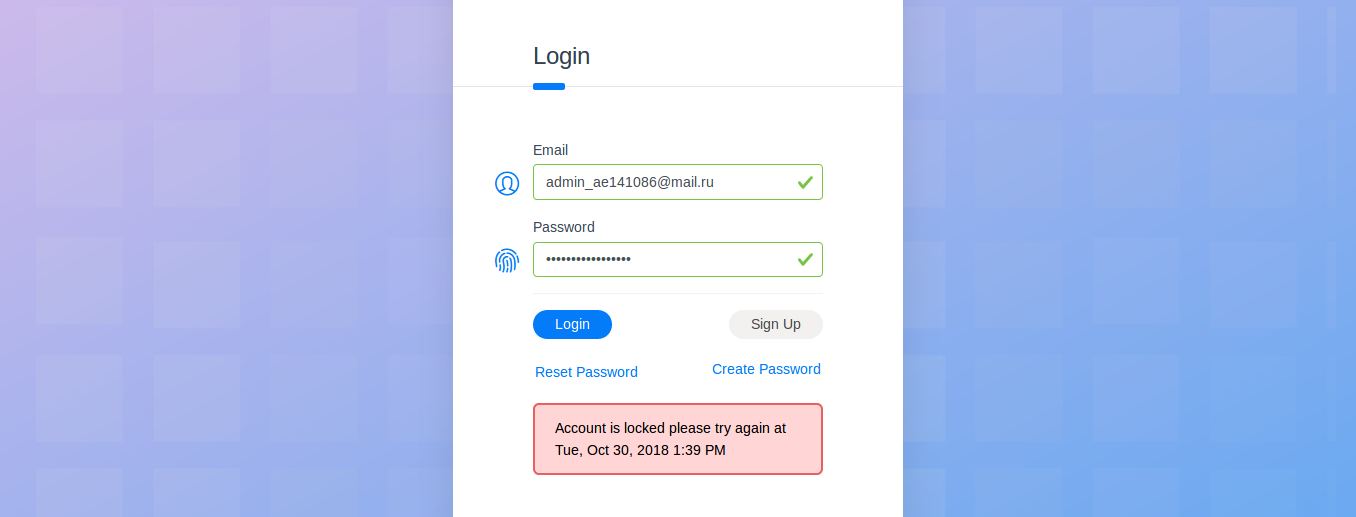 Login
Email
admin_ae141086@mail.ru
Password
•••••••••••••••••
Login
Sign Up
Reset Password
Create Password
Account is locked please try again at
Tue, Oct 30, 2018 1:39 PM